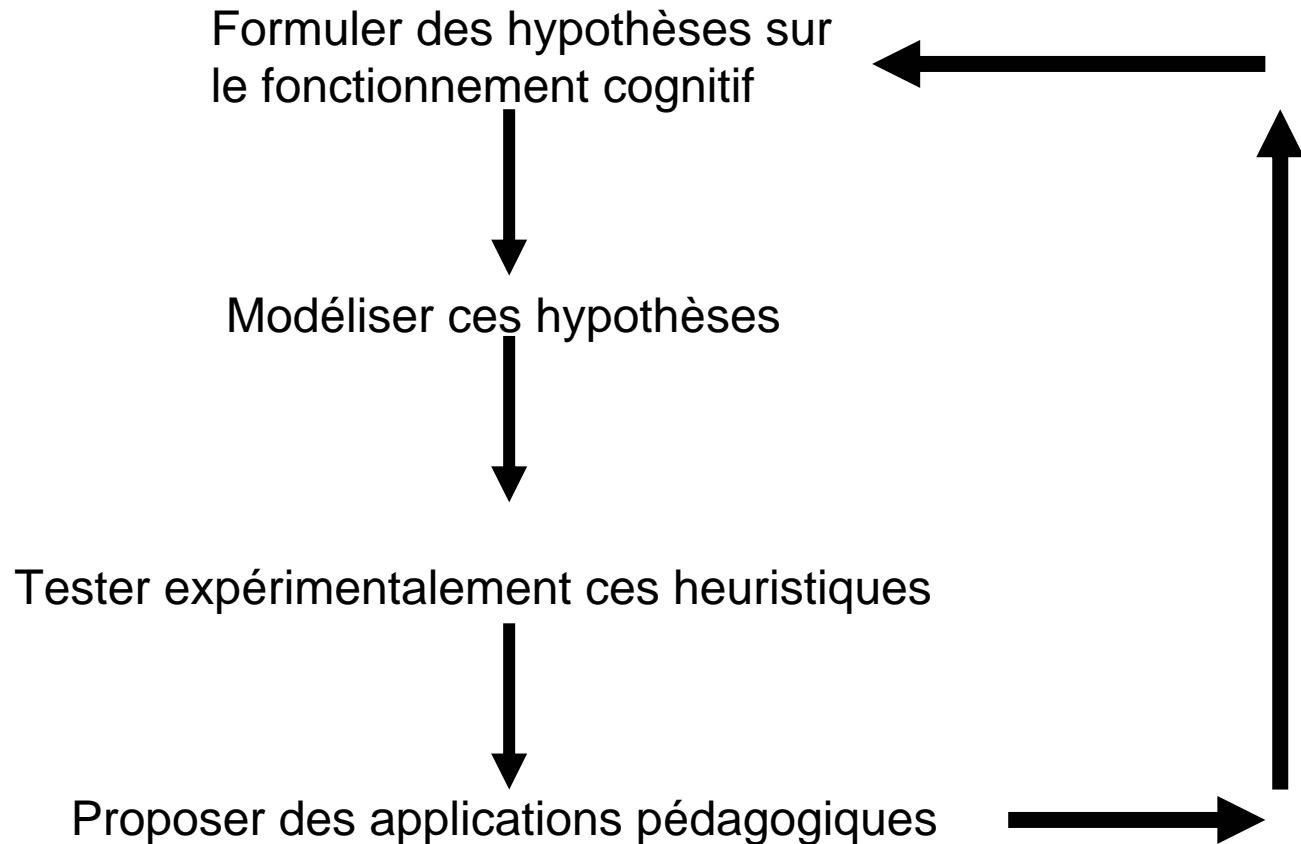 Formuler des hypothèses sur
le fonctionnement cognitif
Modéliser ces hypothèses
Tester expérimentalement ces heuristiques
Proposer des applications pédagogiques